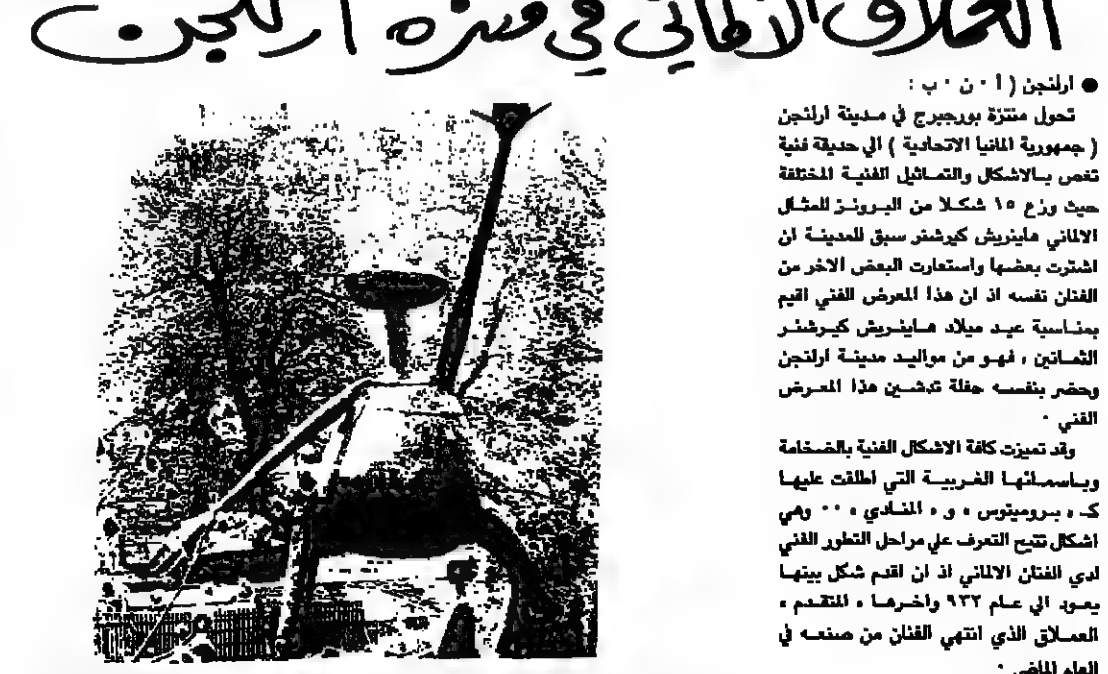 العملاق الالماني في منتزه ارلنجن
● ارلنجن ( أ ٠ ن ٠ ب :
تحول منتزة بورجبرج في مدينة ارلنجن
( جمهورية المانيا الاتحادية ) الي حديقة فنية
تغص بالاشكال والتماثيل الفنية المختلفة
حيث وزع ١٥ شكلا من البرونز للمثال
الالماني هاينريش كيرشنر سبق للمدينة ان
اشترت بعضها واستعارت البعض الاخر من
الفنان نفسه اذ ان هذا المعرض الفني اقيم
بمناسبة عيد ميلاد هاينريش كيرشنر
الثمانين ، فهو من مواليد مدينة ارلنجن
وحضر بنفسه حفلة تدشين هذا المعرض
الفني ٠
وقد تميزت كافة الاشكال الفنية بالضخامة
وباسمائها الغريبة التي اطلقت عليها
كـ « بروميتوس » و « المنادي » ٠٠ وهي
اشكال تتيح التعرف علي مراحل التطور الفني
لدي الفنان الالماني اذ ان اقدم شكل بينها
يعود الي عام ٩٣٢ واخرها « المتقدم »
العملاق الذي انتهي الفنان من صنعه في
العام الماضي ٠